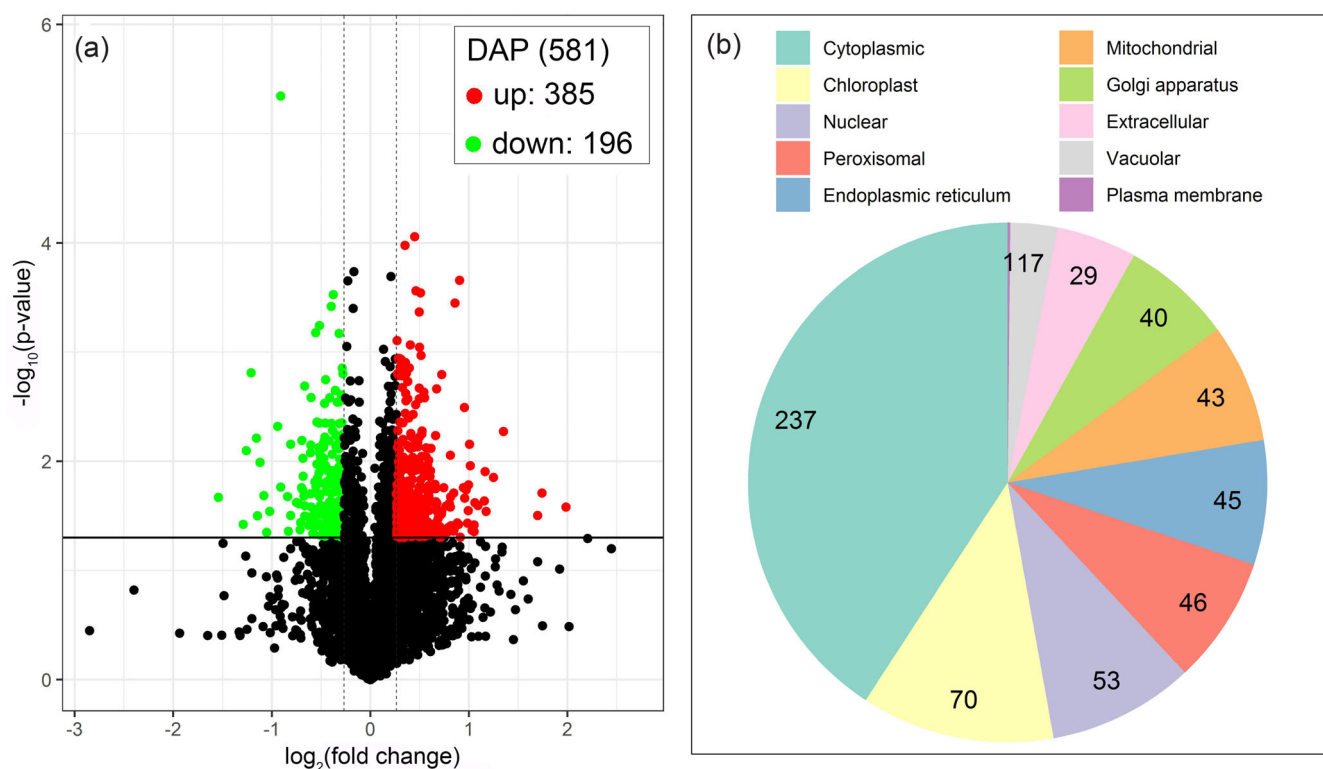 (a)
DAP (581)
up: 385
down: 196
6
4
2
0
-log10(p-value)
-3
-2
-1
0
1
2
log2(fold change)
(b)
Cytoplasmic
Chloroplast
Nuclear
Peroxisomal
Endoplasmic reticulum
Mitochondrial
Golgi apparatus
Extracellular
Vacuolar
Plasma membrane
1 17
29
40
43
45
46
53
70
237